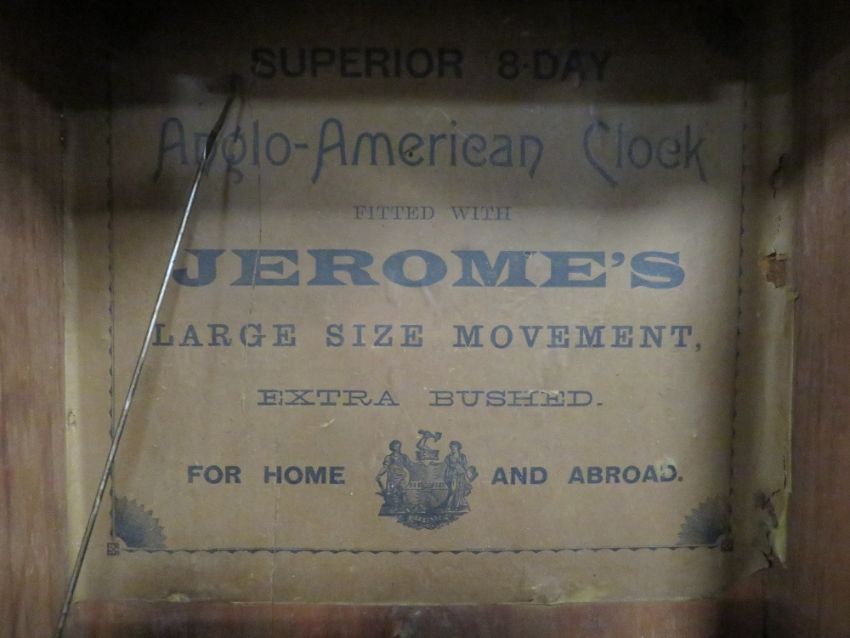 SUPERIOR 8-DAY
Anglo-American Clock
FITTED WITH
JEROME'S
LARGE SIZE MOVEMENT,
EXTRA BUSHED.
FOR HOME AND ABROAD.